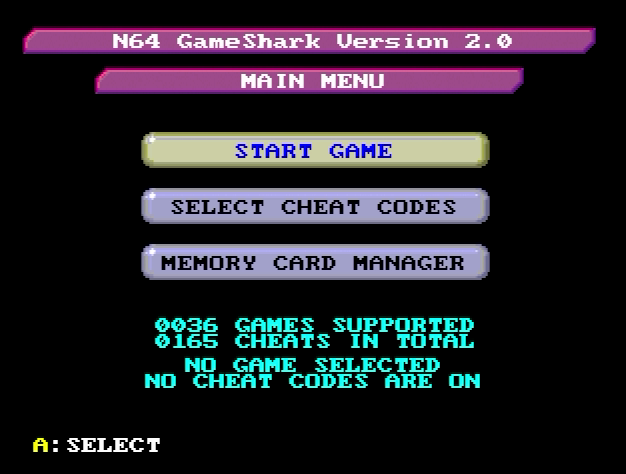 N64 GameShark Version 2.0
MAIN MENU
START GAME
SELECT CHEAT CODES
MEMORY CARD MANAGER
0036 GAMES SUPPORTED
0165 CHEATS IN TOTAL
NO GAME SELECTED
NO CHEAT CODES ARE ON
A:SELECT